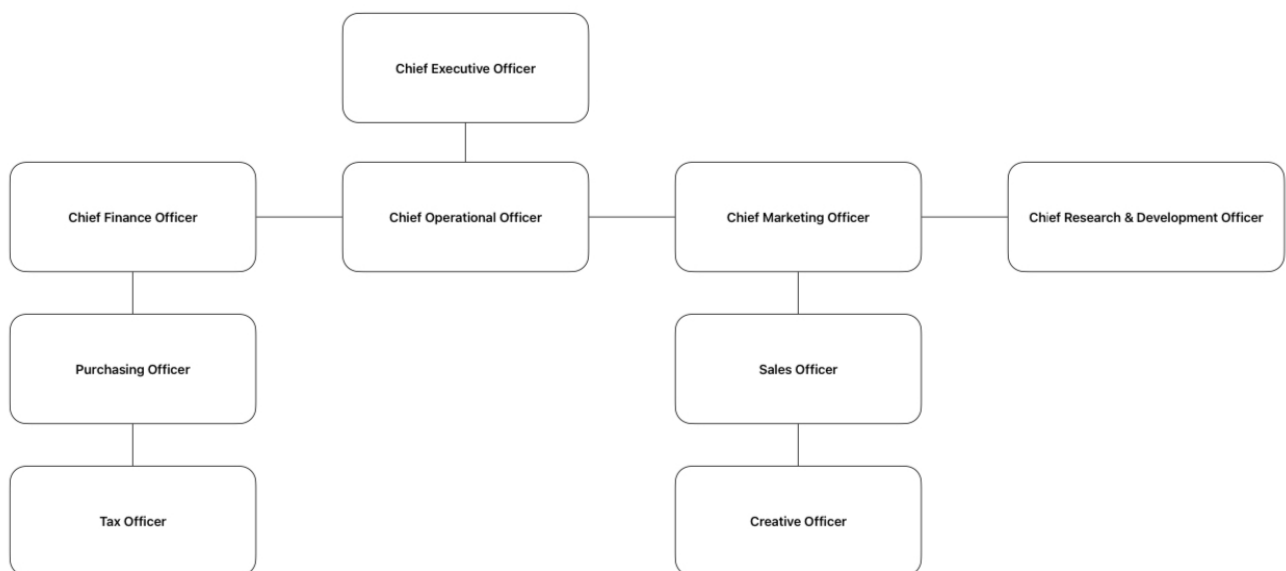 Chief Executive Officer
Chief Finance Officer
Chief Operational Officer
Chief Marketing Officer
Chief Research & Development Officer
Purchasing Officer
Sales Officer
Tax Officer
Creative Officer